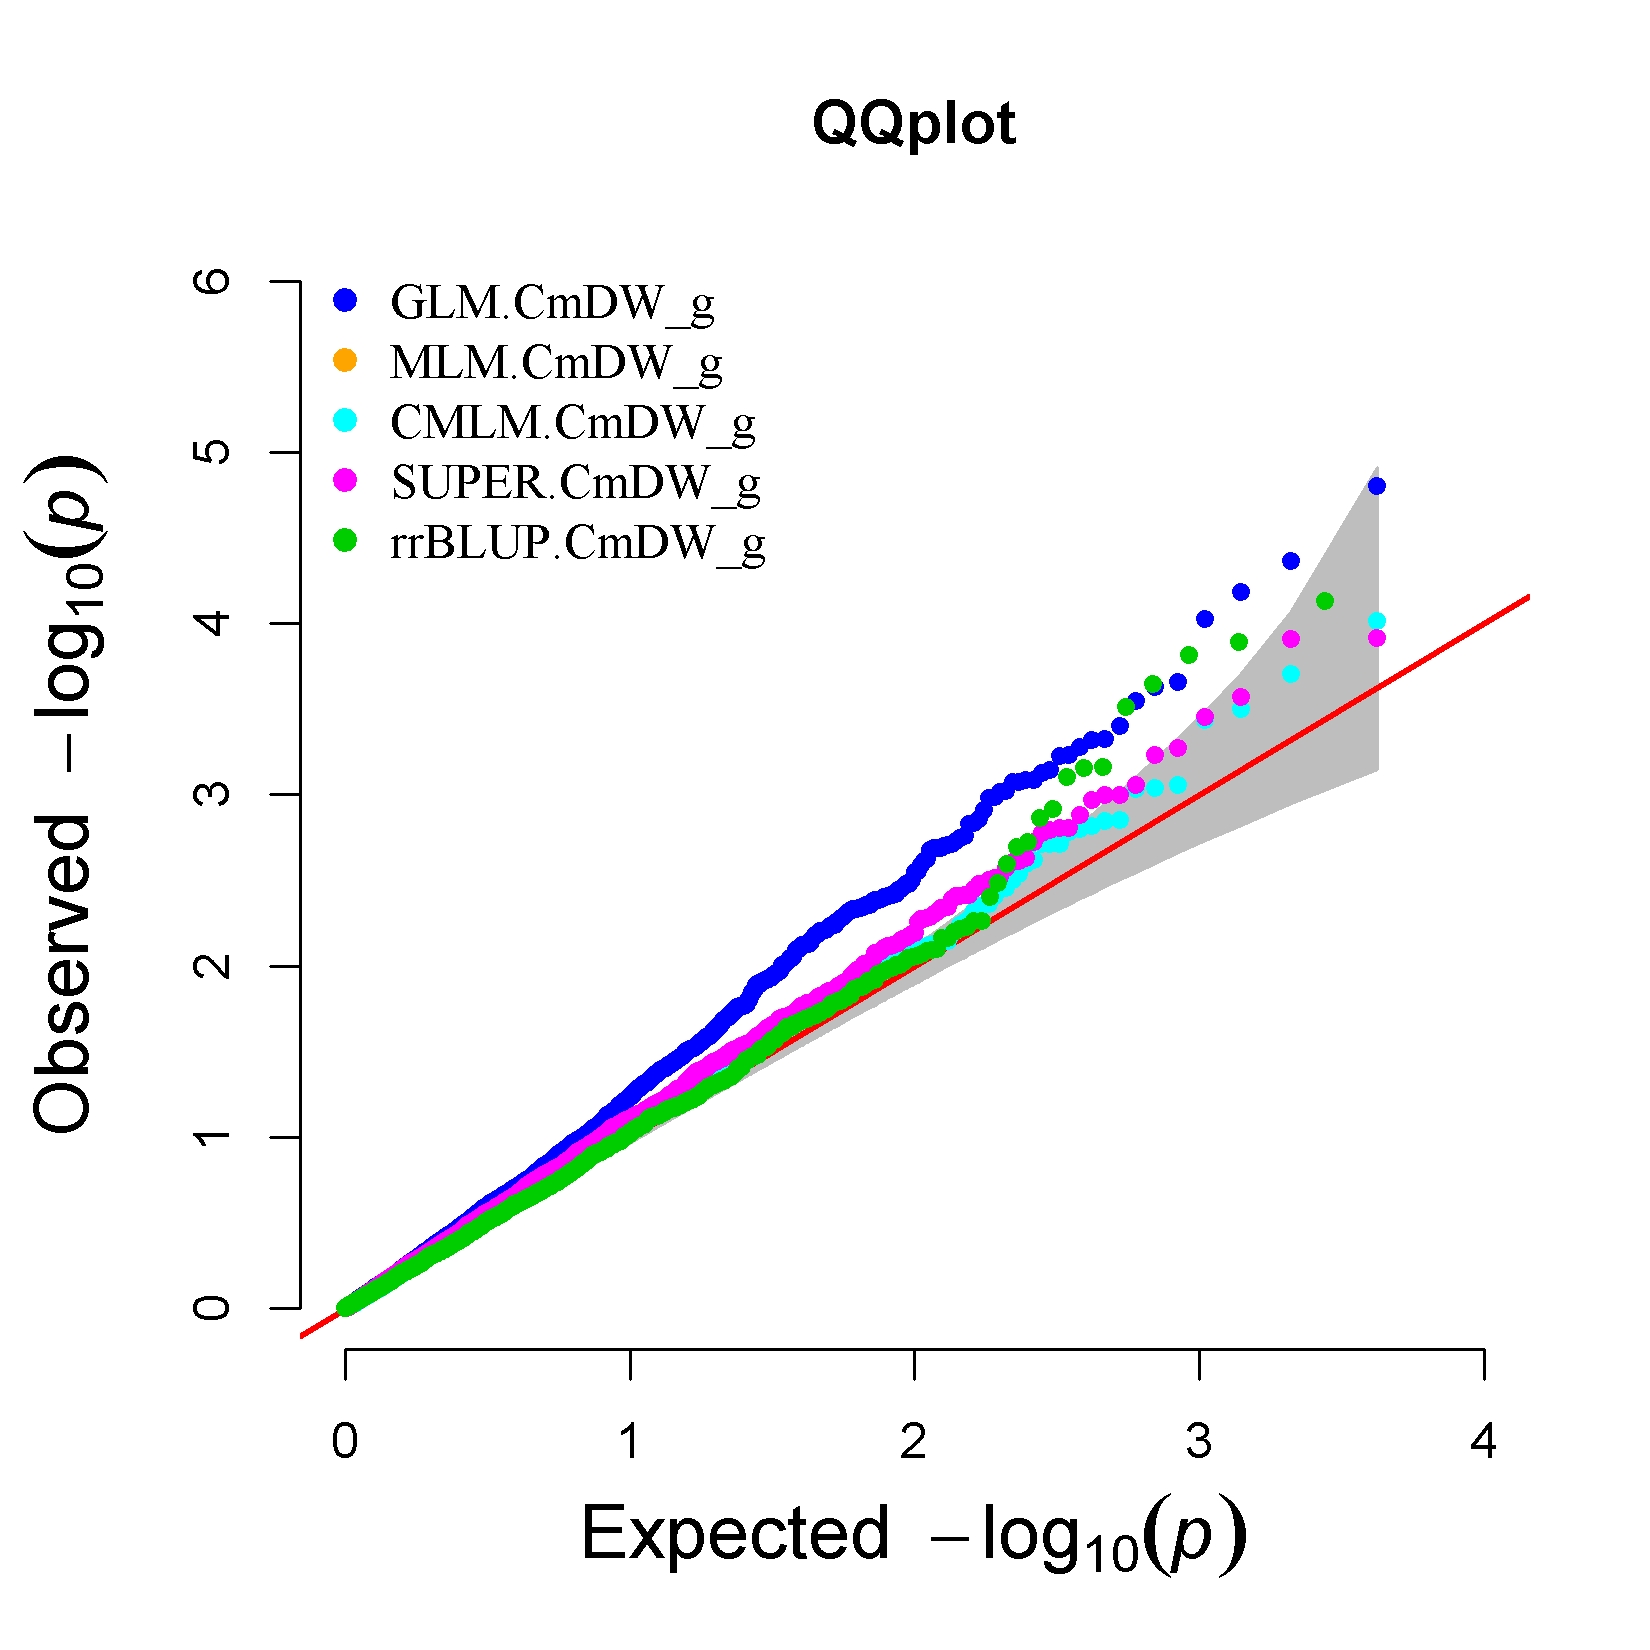 QQplot
GLM.CmDW_g
MLM.CmDW_g
CMLM.CmDW_g
SUPER.CmDW_g
rrBLUP.CmDW_g
Observed −log10(p)
6
5
4
3
2
1
0
0 1 2 3 4
Expected −log10(p)